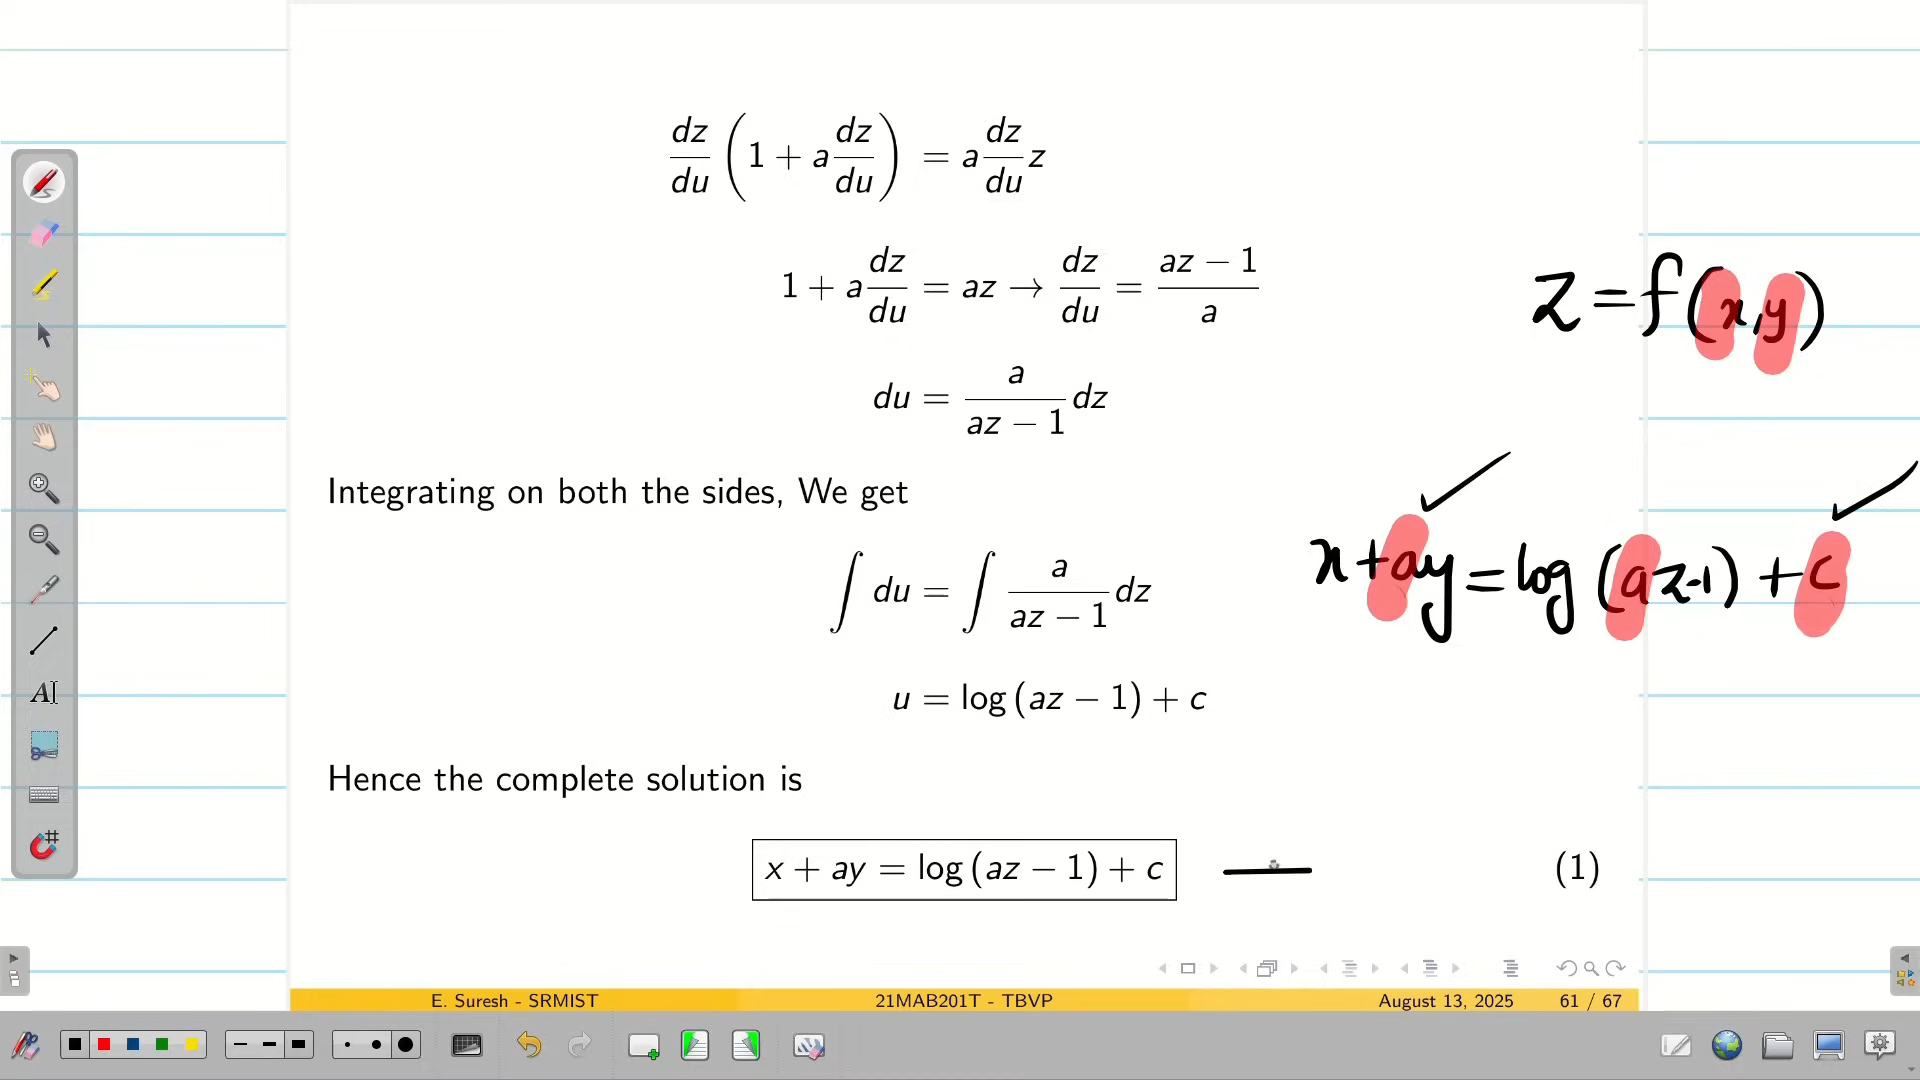 dz/du (1 + a dz/du) = a dz/du z
1 + a dz/du = az → dz/du = (az − 1)/a
z = f(x,y)
du = a/(az − 1) dz
Integrating on both the sides, We get
∫ du = ∫ a/(az − 1) dz
x + ay = log (az-1) + c
u = log (az − 1) + c
Hence the complete solution is
x + ay = log (az − 1) + c (1)
E. Suresh - SRMIST 21MAB201T - TBVP August 13, 2025 61 / 67